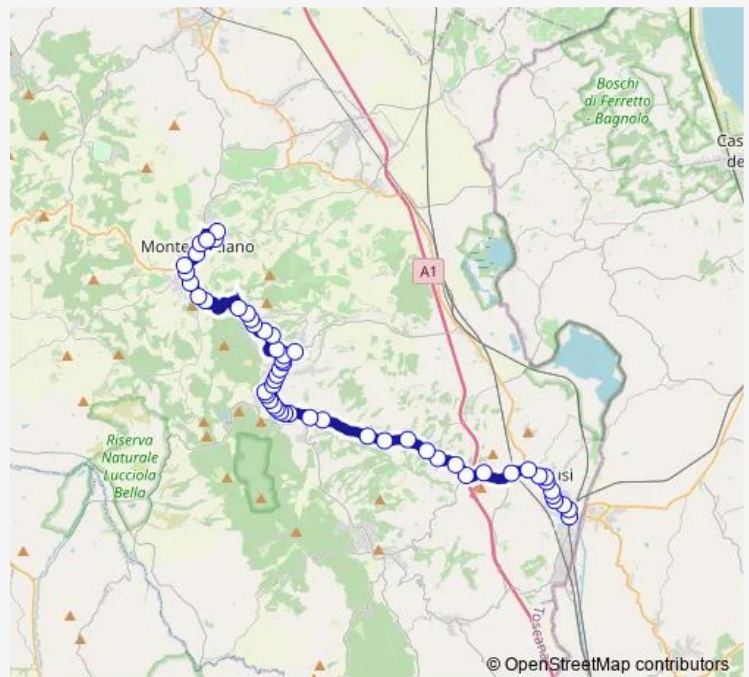 Boschi
di Ferretto
- Bagnolo
Cas
de
Monte
iano
A1
Riserva
Naturale
Lucciola
Bella
usi
Toscana
© OpenStreetMap contributors